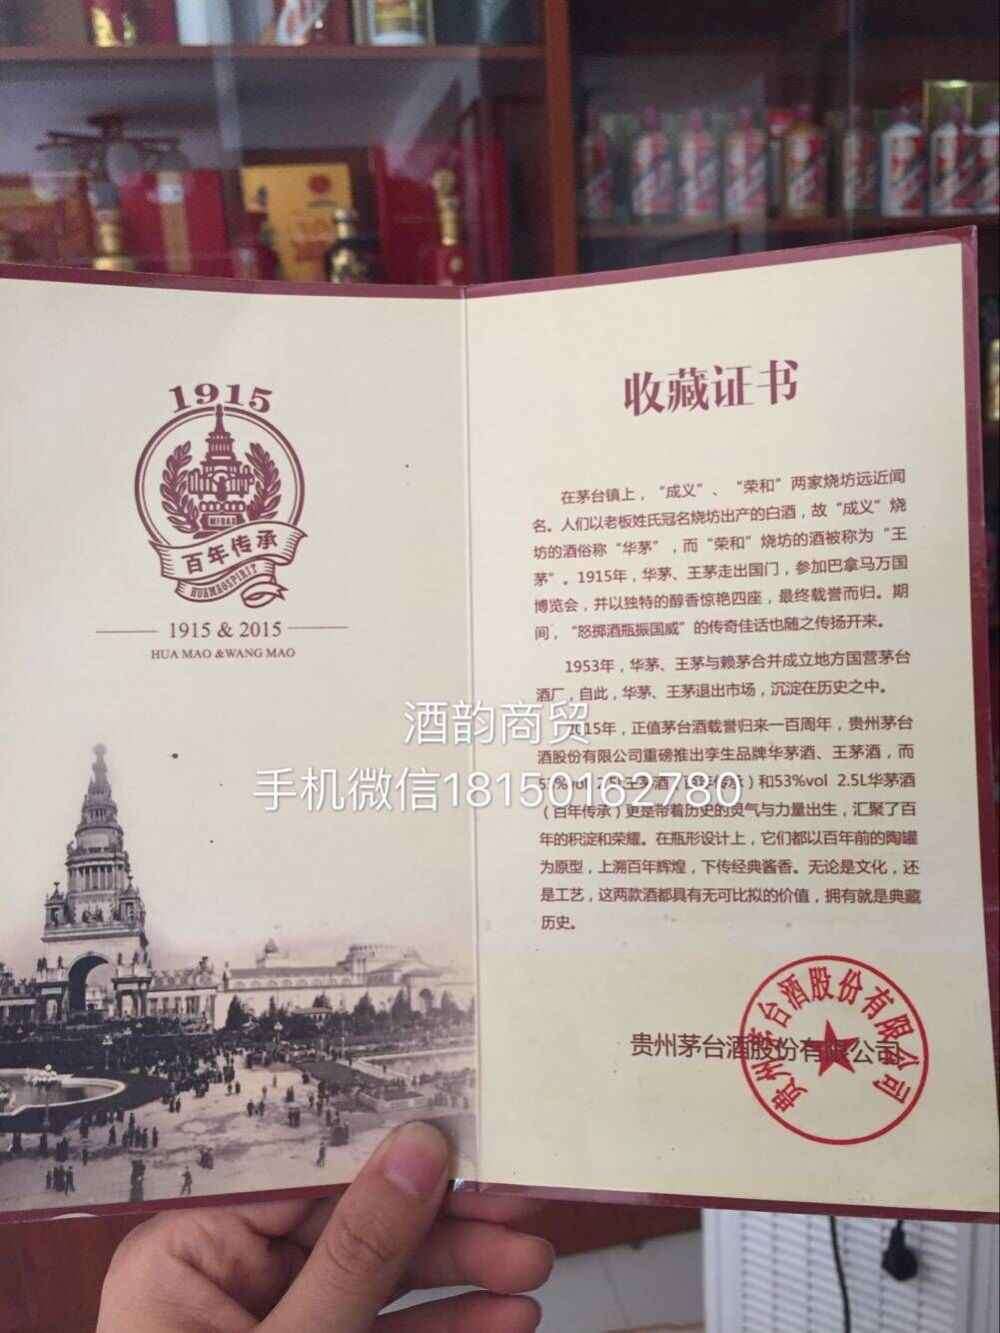 1915
百年传承
HUAMAOSPIRIT
1915 & 2015
HUA MAO &WANG MAO
收藏证书
在茅台镇上，“成义”、“荣和”两家烧坊远近闻
名。人们以老板姓氏冠名烧坊出产的白酒，故“成义”烧
坊的酒俗称“华茅”，而“荣和”烧坊的酒被称为“王
茅”。1915年，华茅、王茅走出国门，参加巴拿马万国
博览会，并以独特的醇香惊艳四座，最终载誉而归。期
间，“怒掷酒瓶振国威”的传奇佳话也随之传扬开来。
1953年，华茅、王茅与赖茅合并成立地方国营茅台
酒厂，自此，华茅、王茅退出市场，沉淀在历史之中。
2015年，正值茅台酒载誉归来一百周年，贵州茅台
酒股份有限公司重磅推出孪生品牌华茅酒、王茅酒，而
53%vol 2.5L王茅酒（百年传承）和53%vol 2.5L华茅酒
（百年传承）更是带着历史的灵气与力量出生，汇聚了百
年的积淀和荣耀。在瓶形设计上，它们都以百年前的陶罐
为原型，上溯百年辉煌，下传经典酱香。无论是文化，还
是工艺，这两款酒都具有无可比拟的价值，拥有就是典藏
历史。
贵州茅台酒股份有限公司
贵州茅台酒股份有限公司
酒韵商贸
手机微信18150162780